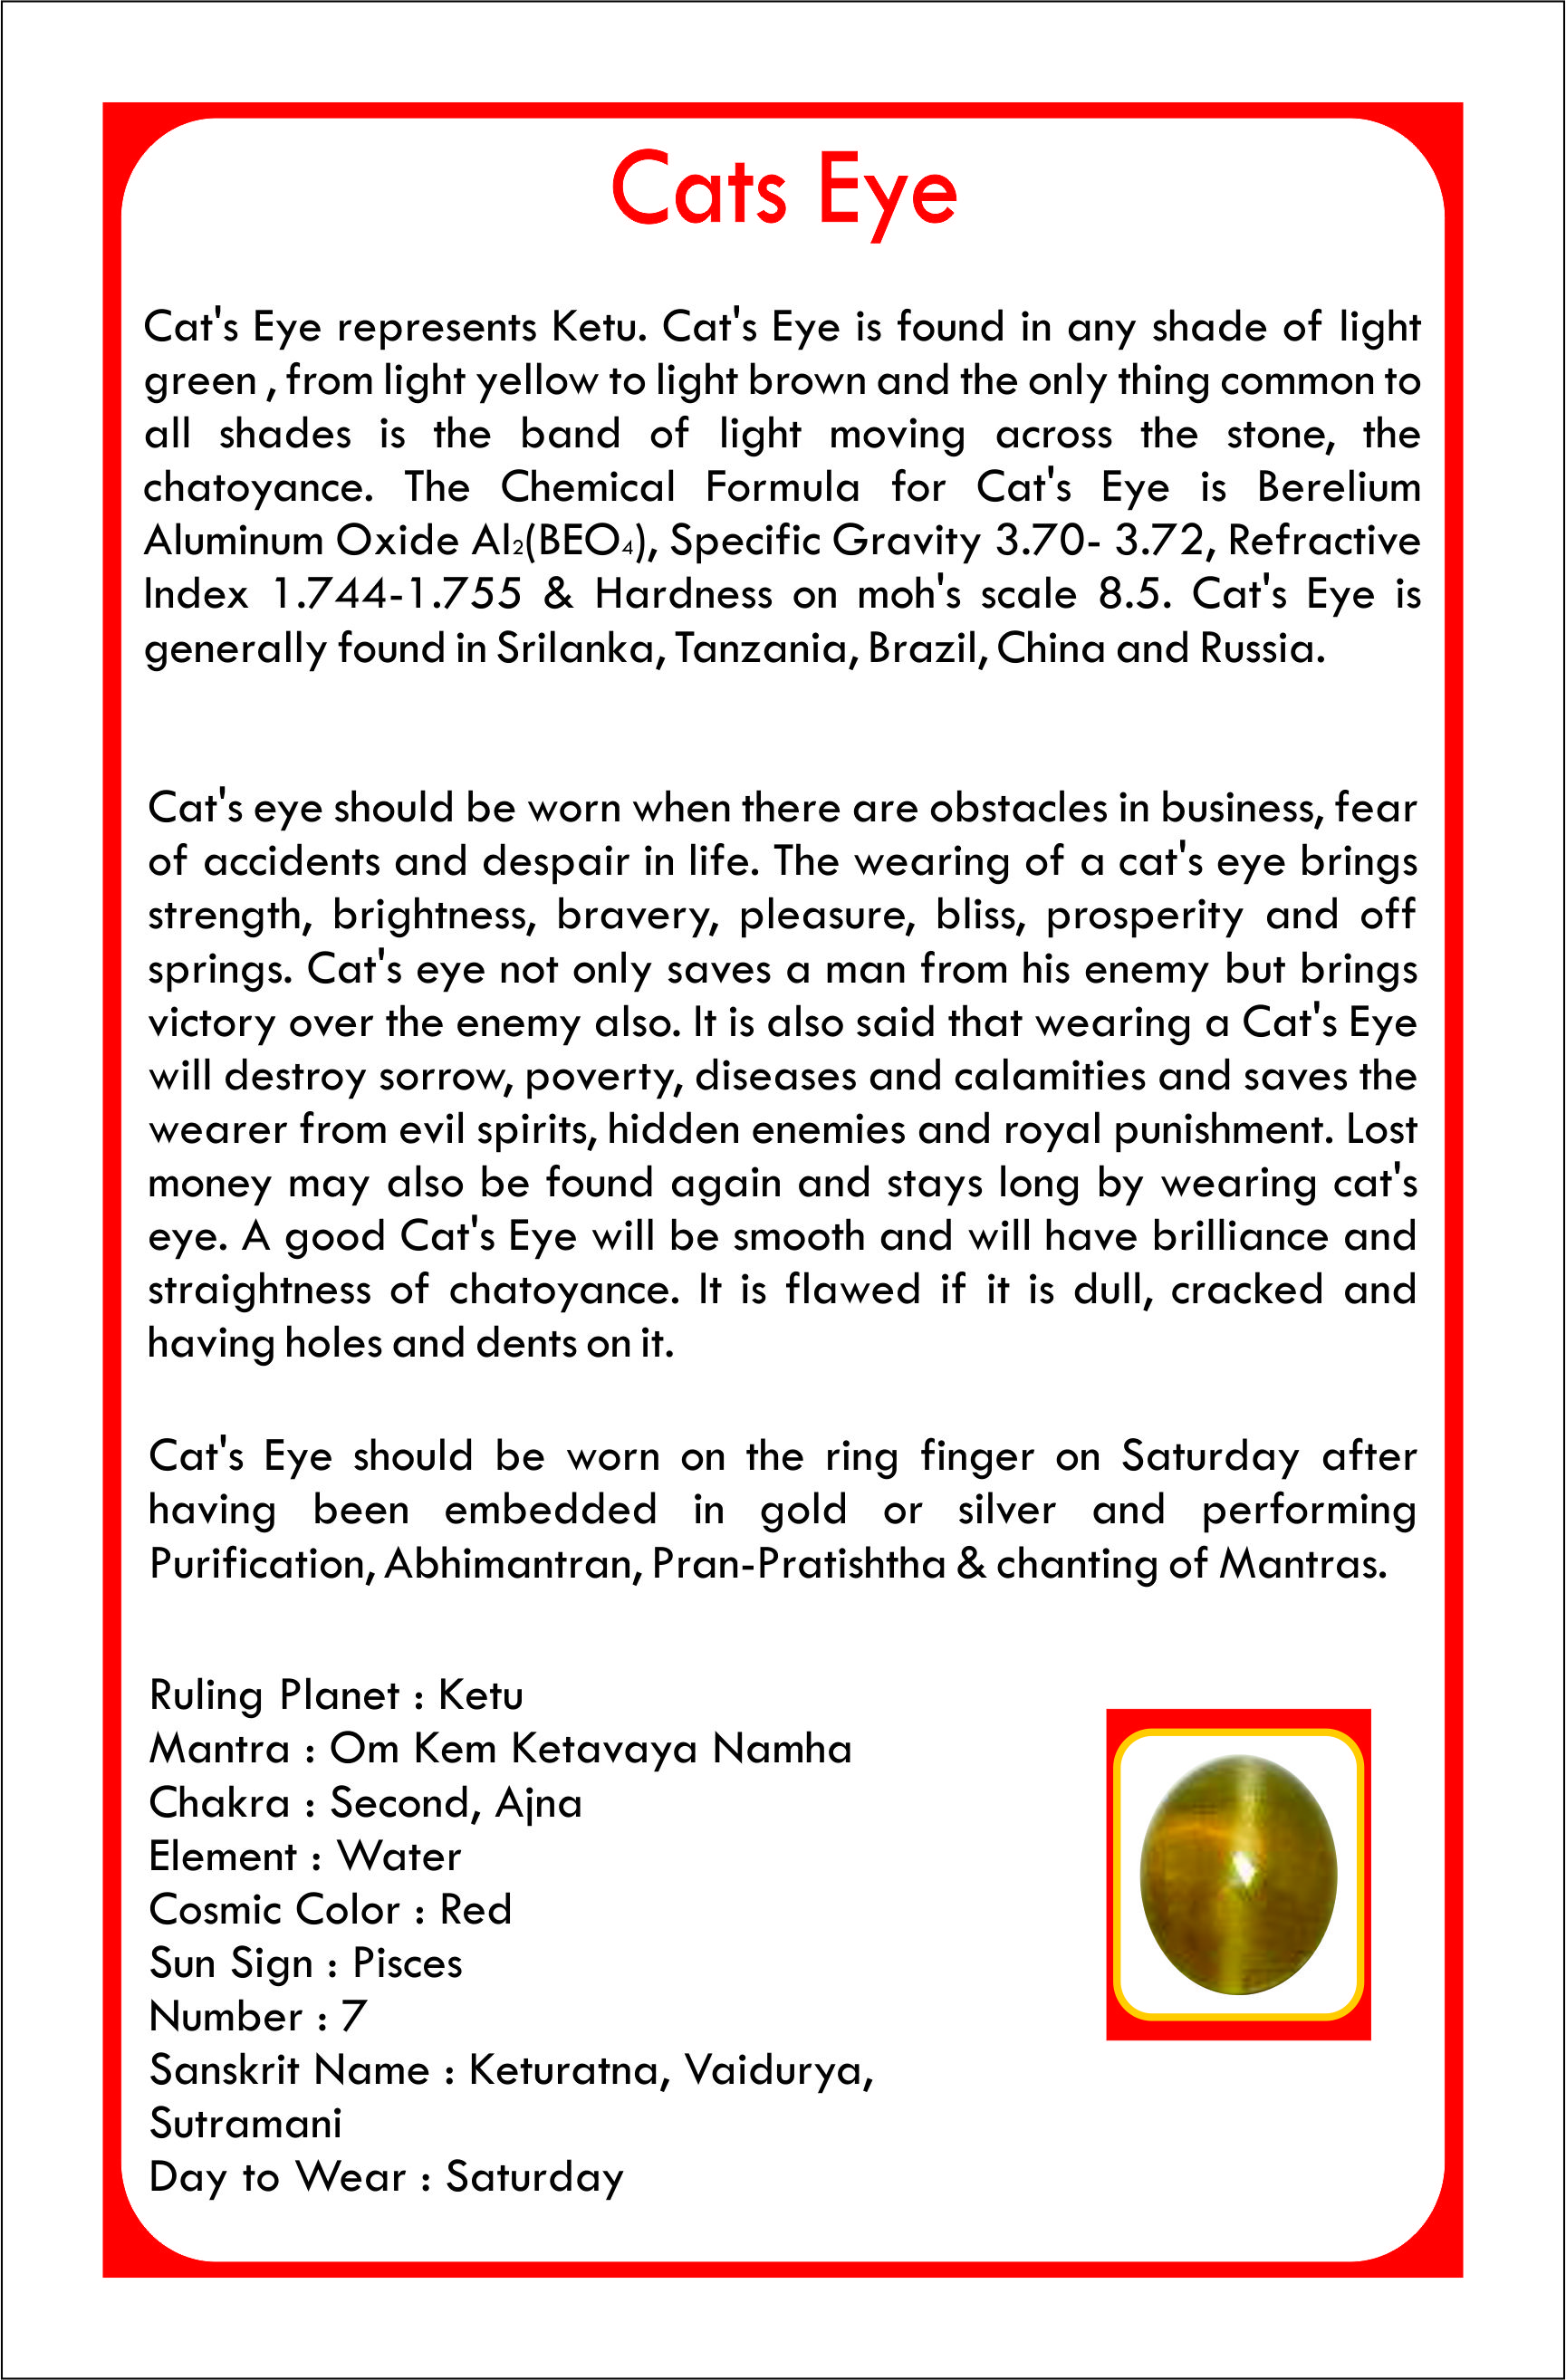 Cats Eye
Cat's Eye represents Ketu. Cat's Eye is found in any shade of light
green , from light yellow to light brown and the only thing common to
all shades is the band of light moving across the stone, the
chatoyance. The Chemical Formula for Cat's Eye is Berelium
Aluminum Oxide Al₂(BEO₄), Specific Gravity 3.70- 3.72, Refractive
Index 1.744-1.755 & Hardness on moh's scale 8.5. Cat's Eye is
generally found in Srilanka, Tanzania, Brazil, China and Russia.
Cat's eye should be worn when there are obstacles in business, fear
of accidents and despair in life. The wearing of a cat's eye brings
strength, brightness, bravery, pleasure, bliss, prosperity and off
springs. Cat's eye not only saves a man from his enemy but brings
victory over the enemy also. It is also said that wearing a Cat's Eye
will destroy sorrow, poverty, diseases and calamities and saves the
wearer from evil spirits, hidden enemies and royal punishment. Lost
money may also be found again and stays long by wearing cat's
eye. A good Cat's Eye will be smooth and will have brilliance and
straightness of chatoyance. It is flawed if it is dull, cracked and
having holes and dents on it.
Cat's Eye should be worn on the ring finger on Saturday after
having been embedded in gold or silver and performing
Purification, Abhimantran, Pran-Pratishtha & chanting of Mantras.
Ruling Planet : Ketu
Mantra : Om Kem Ketavaya Namha
Chakra : Second, Ajna
Element : Water
Cosmic Color : Red
Sun Sign : Pisces
Number : 7
Sanskrit Name : Keturatna, Vaidurya,
Sutramani
Day to Wear : Saturday